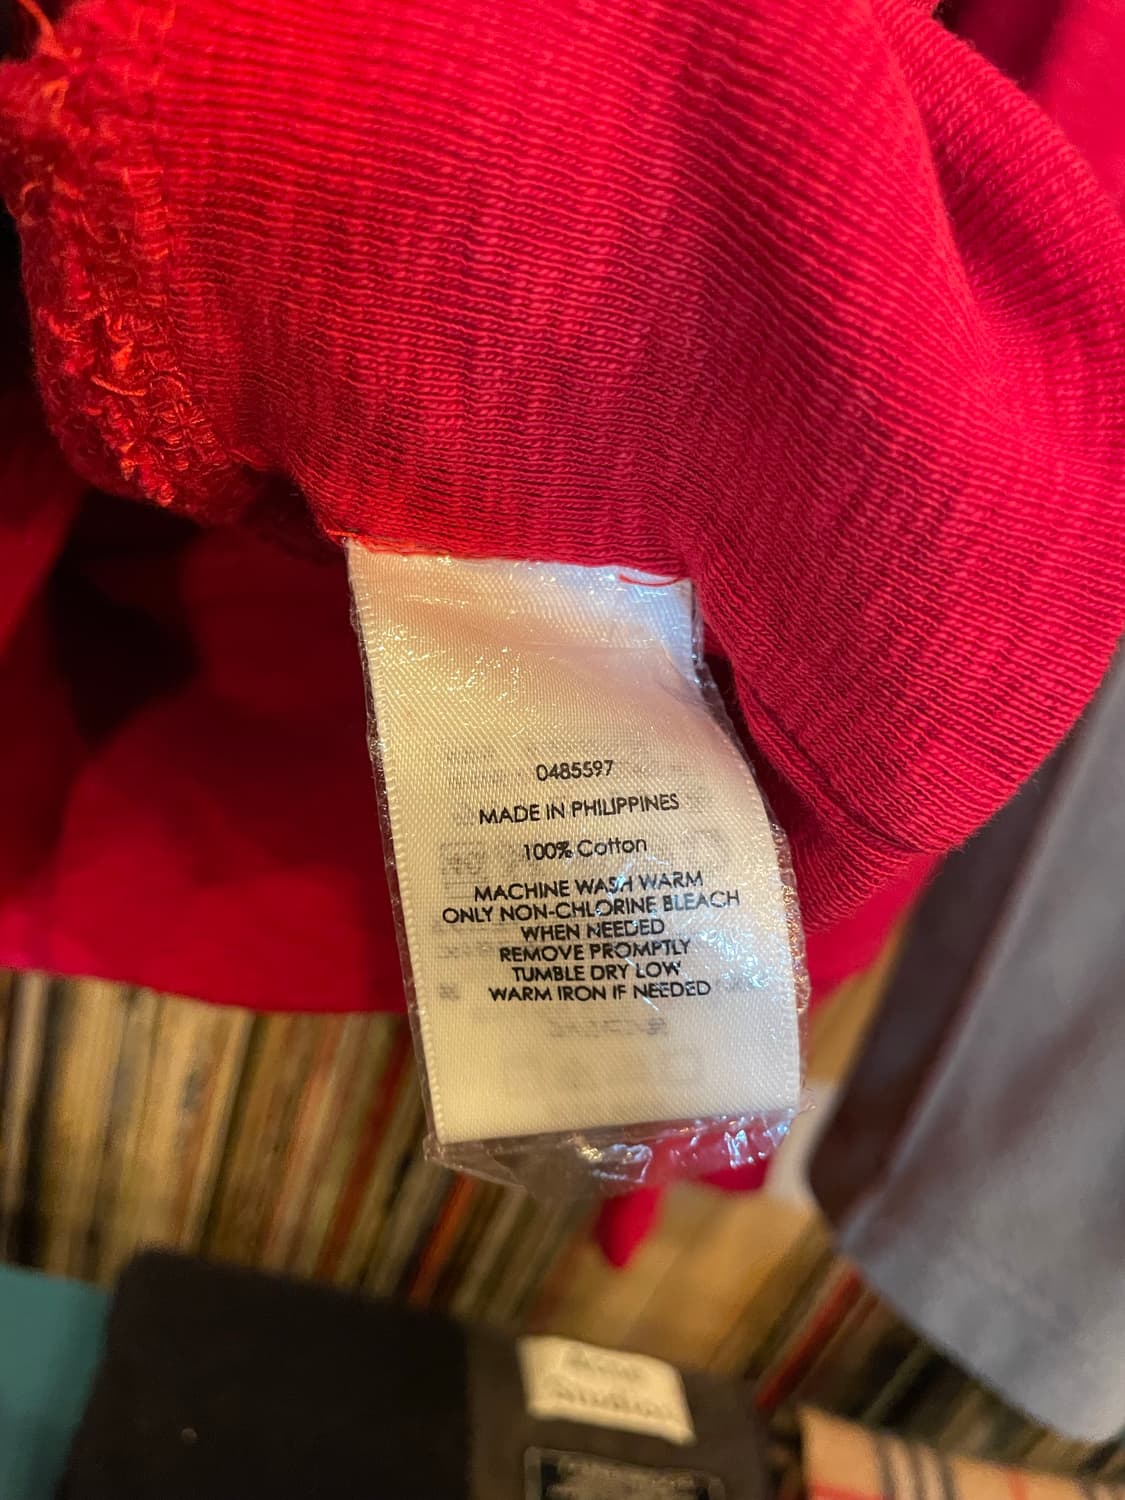 0485597
MADE IN PHILIPPINES
100% Cotton
MACHINE WASH WARM
ONLY NON-CHLORINE BLEACH
WHEN NEEDED
REMOVE PROMPTLY
TUMBLE DRY LOW
WARM IRON IF NEEDED